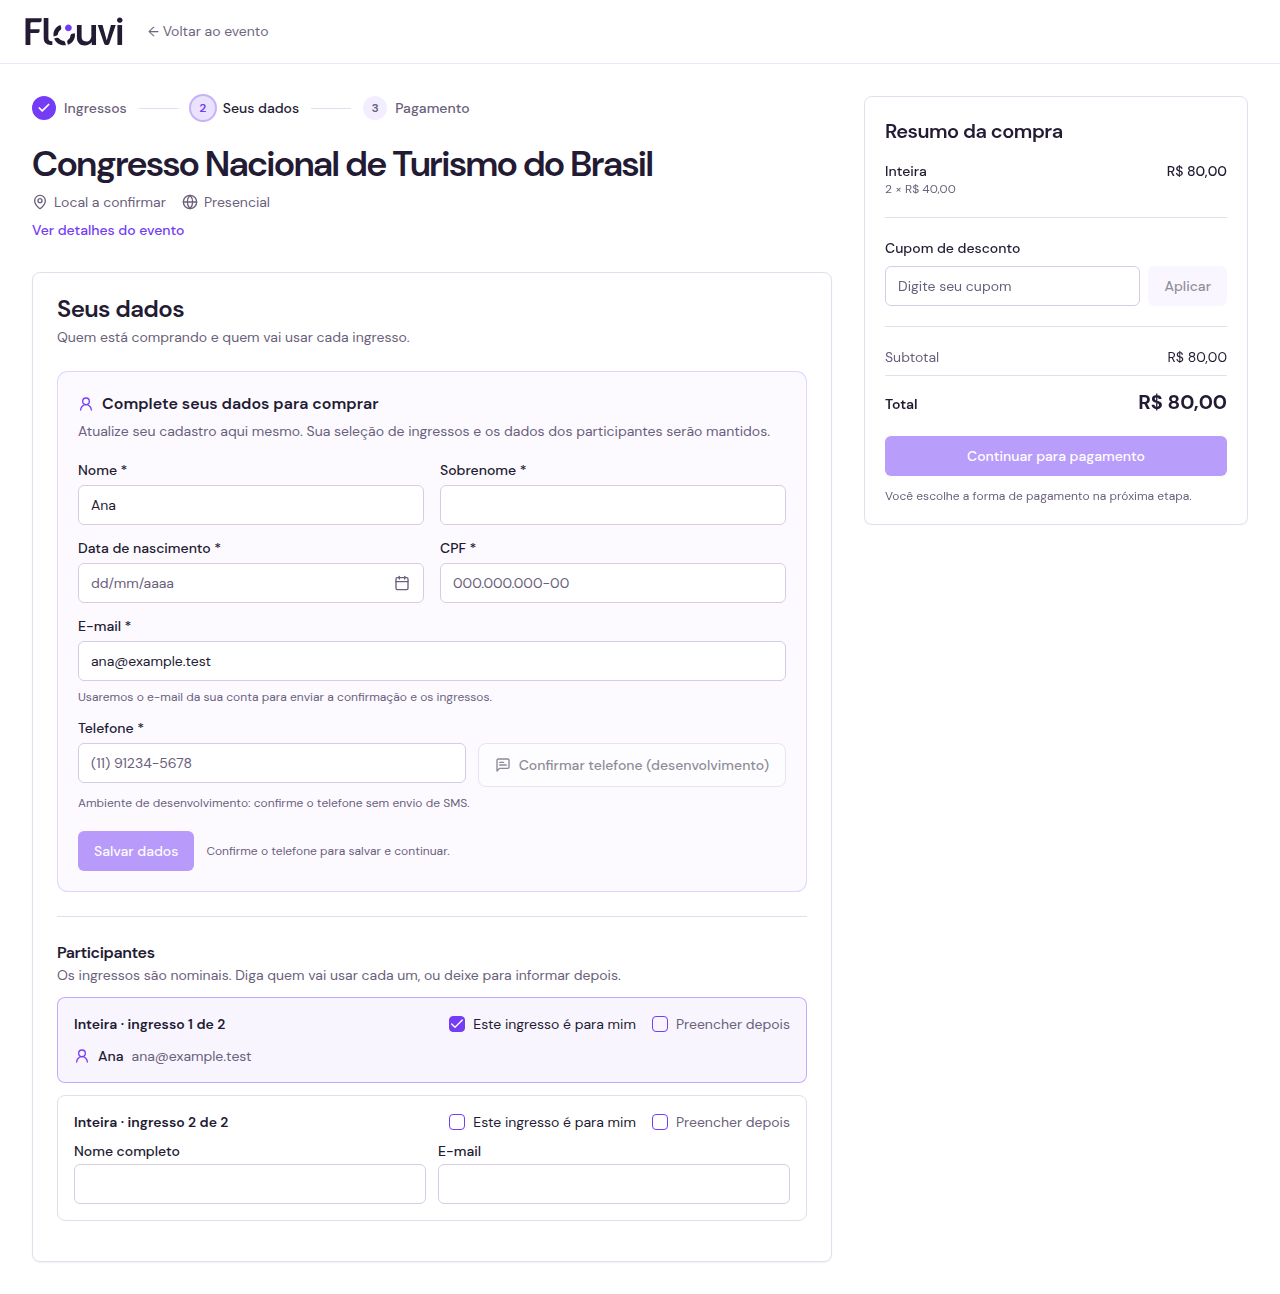 Flouvi
← Voltar ao evento
Ingressos
2
Seus dados
3
Pagamento
Congresso Nacional de Turismo do Brasil
Local a confirmar
Presencial
Ver detalhes do evento
Seus dados
Quem está comprando e quem vai usar cada ingresso.
Complete seus dados para comprar
Atualize seu cadastro aqui mesmo. Sua seleção de ingressos e os dados dos participantes serão mantidos.
Nome *
Sobrenome *
Ana
Data de nascimento *
CPF *
dd/mm/aaaa
000.000.000-00
E-mail *
ana@example.test
Usaremos o e-mail da sua conta para enviar a confirmação e os ingressos.
Telefone *
(11) 91234-5678
Confirmar telefone (desenvolvimento)
Ambiente de desenvolvimento: confirme o telefone sem envio de SMS.
Salvar dados
Confirme o telefone para salvar e continuar.
Participantes
Os ingressos são nominais. Diga quem vai usar cada um, ou deixe para informar depois.
Inteira · ingresso 1 de 2
Este ingresso é para mim
Preencher depois
Ana ana@example.test
Inteira · ingresso 2 de 2
Este ingresso é para mim
Preencher depois
Nome completo
E-mail
Resumo da compra
Inteira
R$ 80,00
2 × R$ 40,00
Cupom de desconto
Digite seu cupom
Aplicar
Subtotal
R$ 80,00
Total
R$ 80,00
Continuar para pagamento
Você escolhe a forma de pagamento na próxima etapa.